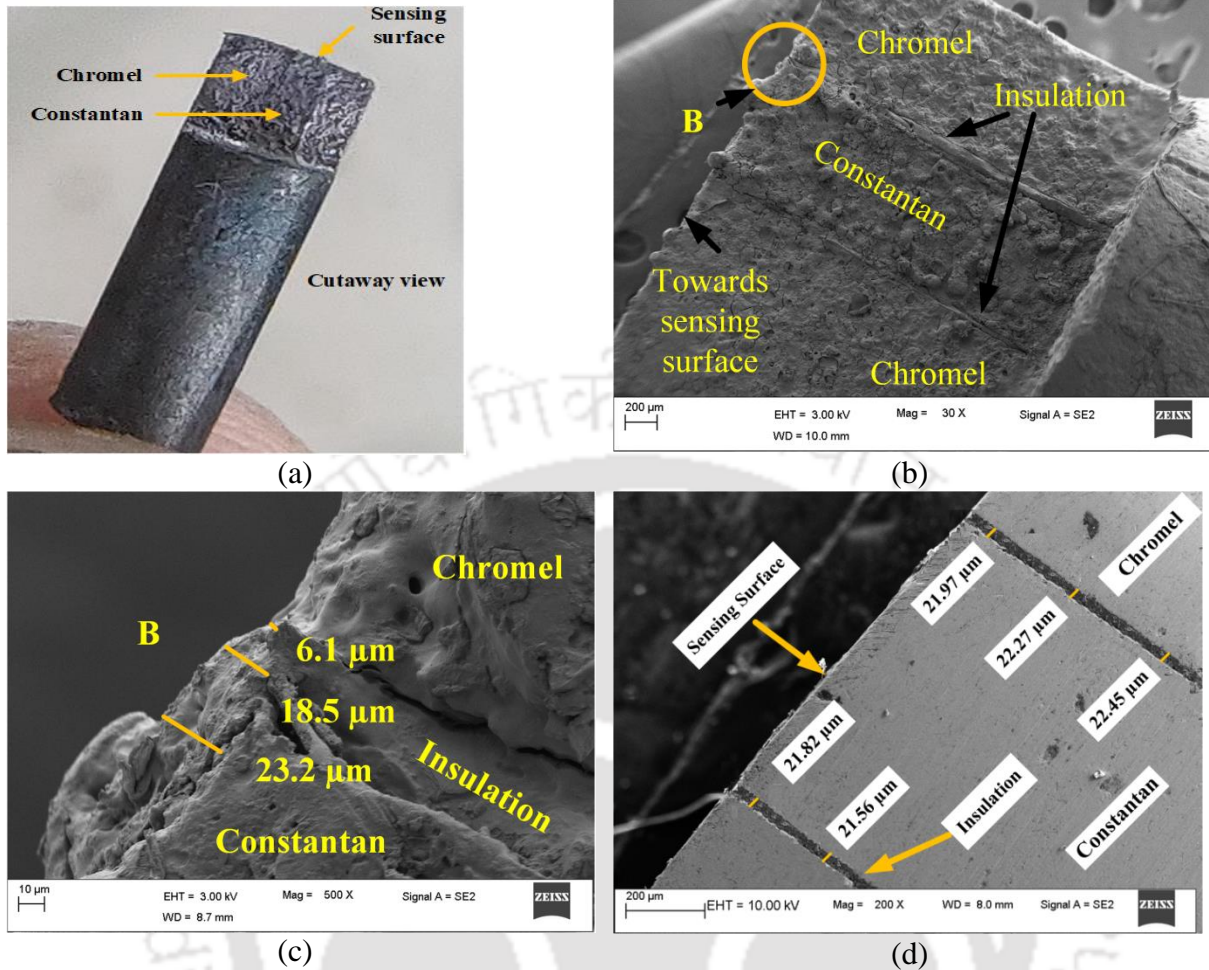 Sensing
surface
Chromel
Constantan
Cutaway view
(a)
Chromel
Insulation
B
Constantan
Towards
sensing
surface
Chromel
200 µm
EHT = 3.00 kV
Mag = 30 X
Signal A = SE2
WD = 10.0 mm
ZEISS
(b)
Chromel
B
6.1 µm
18.5 µm
23.2 µm
Insulation
Constantan
10 µm
EHT = 3.00 kV
Mag = 500 X
Signal A = SE2
WD = 8.7 mm
ZEISS
(c)
Chromel
21.97 µm
Sensing Surface
22.27 µm
22.45 µm
21.82 µm
21.56 µm
Insulation
Constantan
200 µm
EHT = 10.00 kV
Mag = 200 X
WD = 8.0 mm
Signal A = SE2
ZEISS
(d)